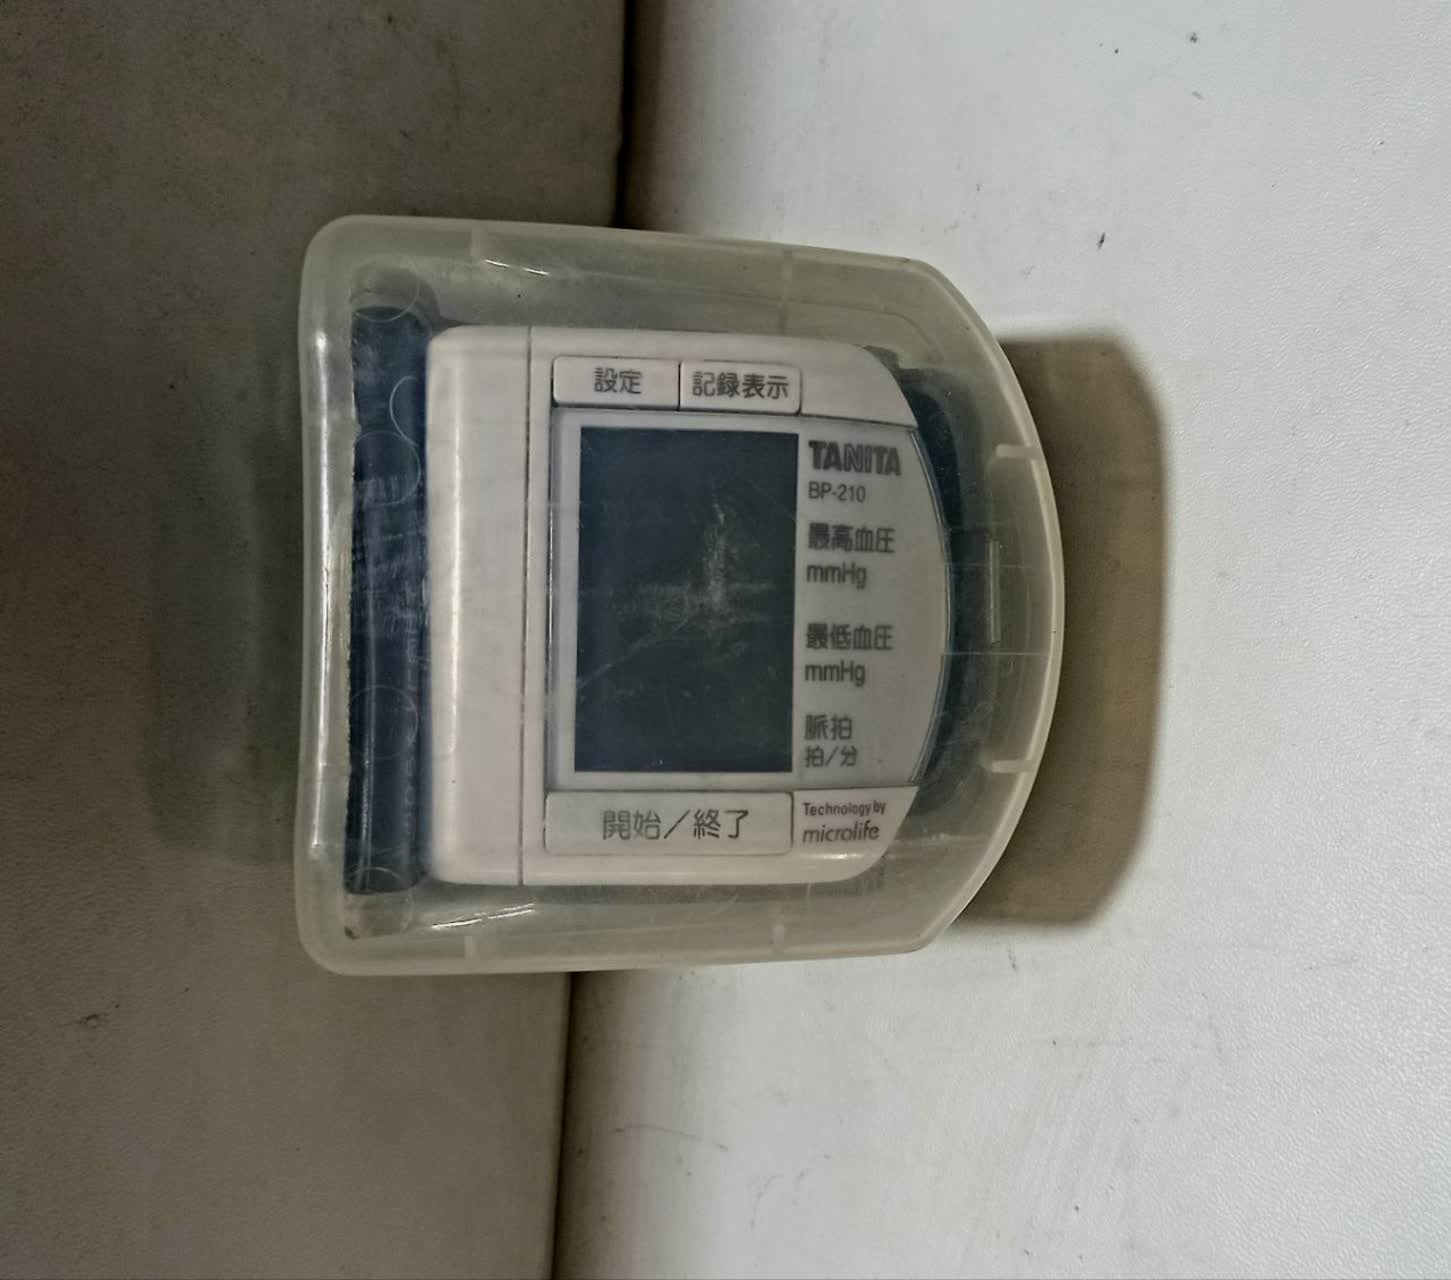 設定
記録表示
TANITA
BP-210
最高血圧
mmHg
最低血圧
mmHg
脈拍
拍/分
開始/終了
Technology by
microlife